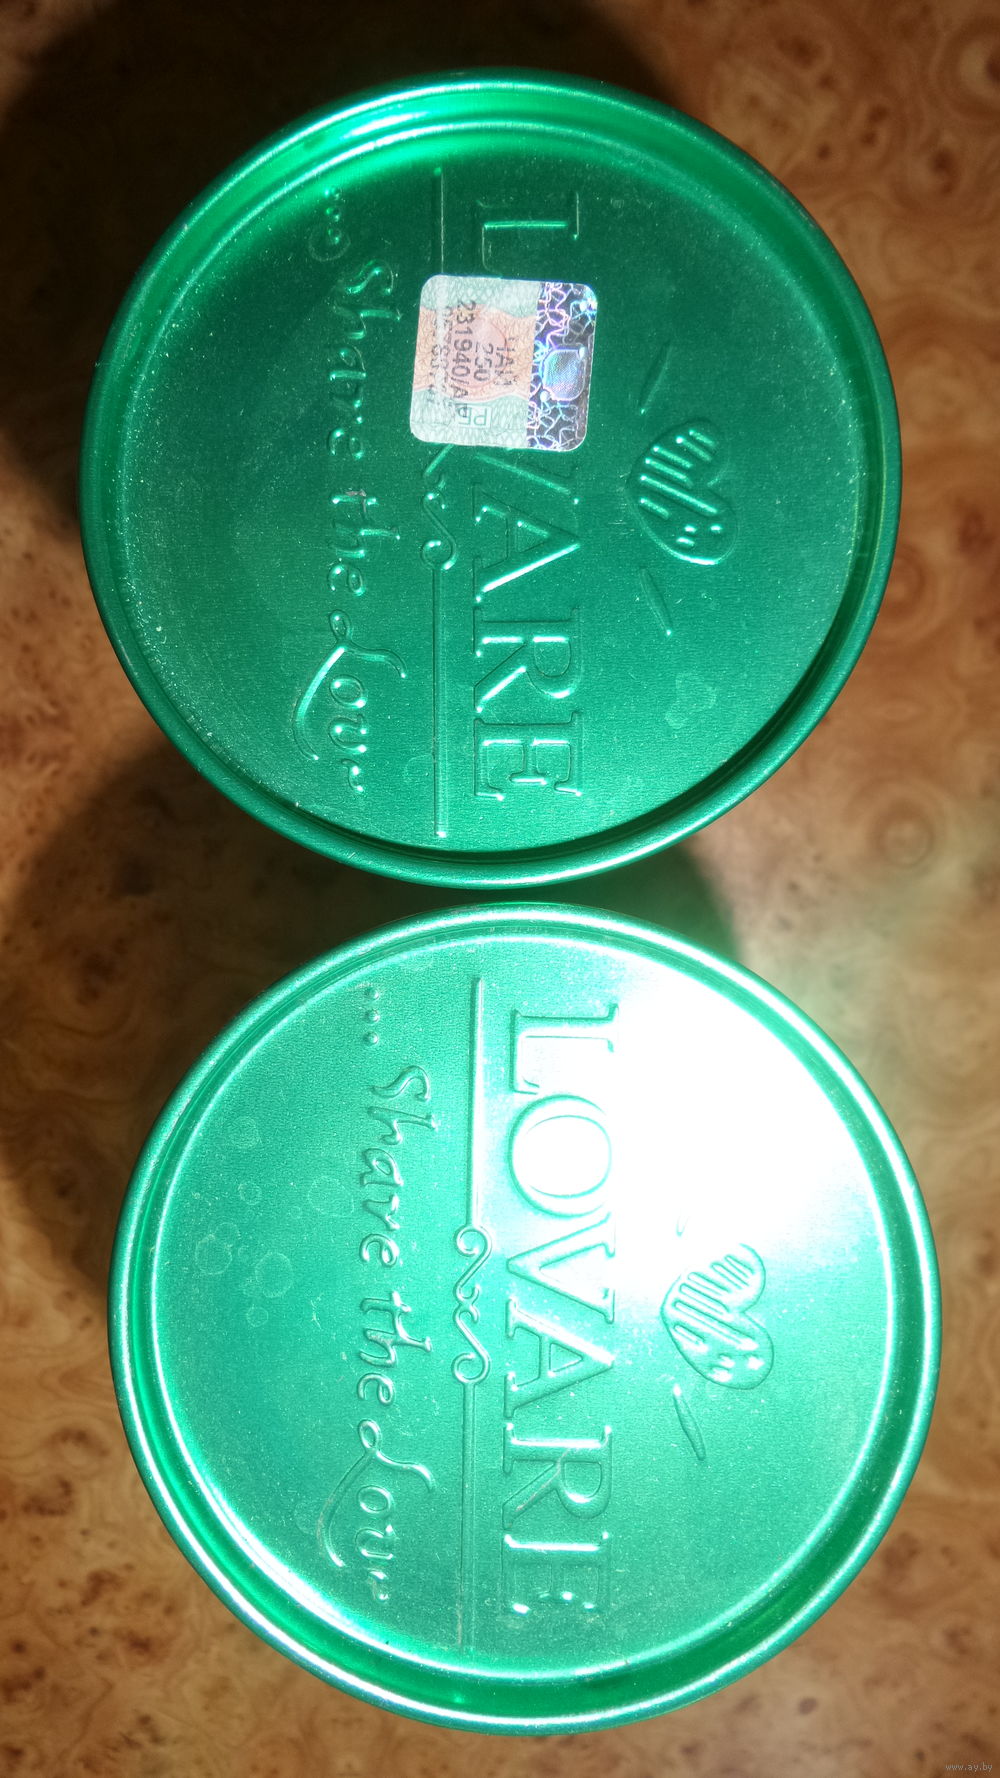 LOVARE
... Share the Love
250
231940/А
LOVARE
... Share the Love
www.ay.by